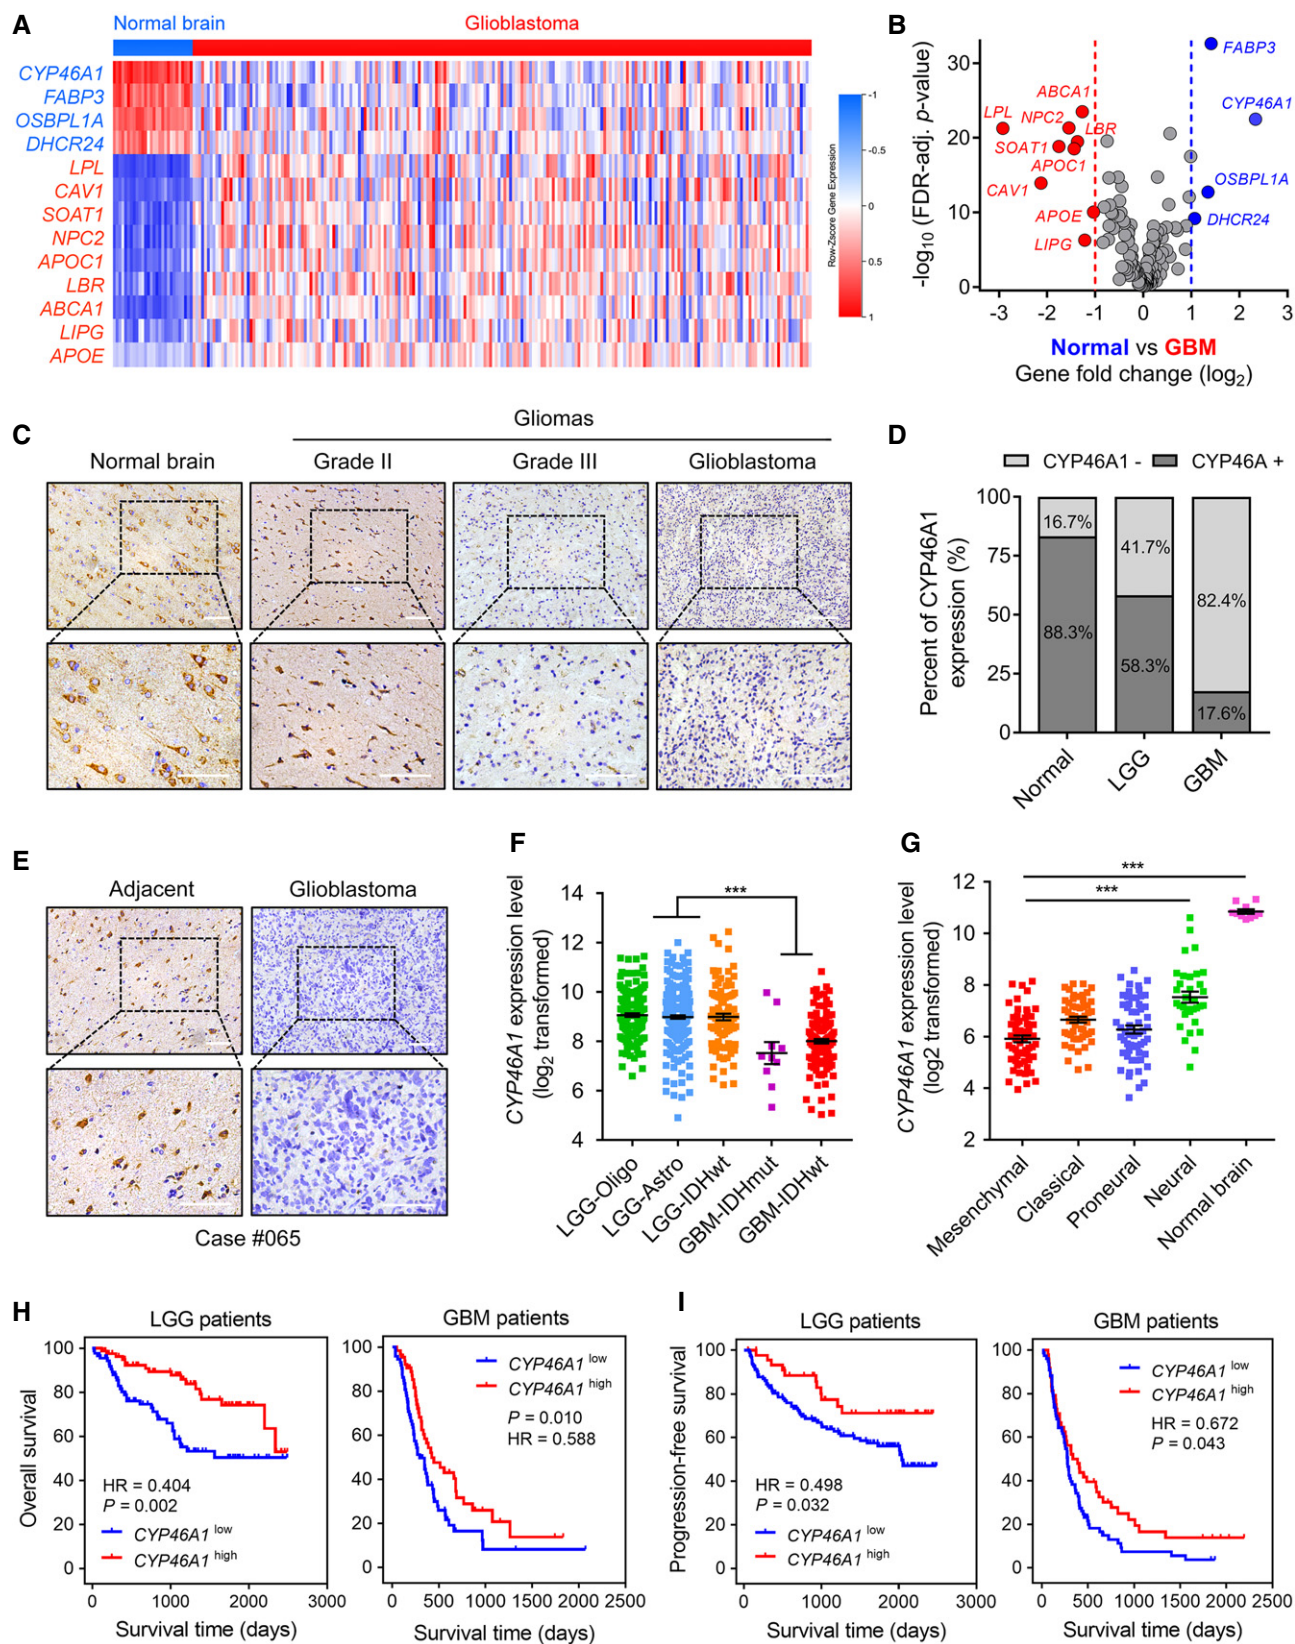 A
Normal brain
Glioblastoma
CYP46A1
FABP3
OSBPL1A
DHCR24
LPL
CAV1
SOAT1
NPC2
APOC1
LBR
ABCA1
LIPG
APOE
-1
-0.5
0
0.5
1
Row-Zscore Gene Expression
B
-log10 (FDR-adj. p-value)
30
20
10
0
FABP3
ABCA1
CYP46A1
LPL
NPC2
LBR
SOAT1
APOC1
CAV1
OSBPL1A
APOE
DHCR24
LIPG
-3 -2 -1 0 1 2 3
Normal vs GBM
Gene fold change (log2)
C
Gliomas
Normal brain
Grade II
Grade III
Glioblastoma
D
CYP46A1 -
CYP46A +
Percent of CYP46A1
expression (%)
100
75
50
25
0
16.7%
88.3%
41.7%
58.3%
82.4%
17.6%
Normal
LGG
GBM
E
Adjacent
Glioblastoma
Case #065
F
CYP46A1 expression level
(log2 transformed)
14
12
10
8
6
4
***
LGG-Oligo
LGG-Astro
LGG-IDHwt
GBM-IDHmut
GBM-IDHwt
G
CYP46A1 expression level
(log2 transformed)
12
10
8
6
4
2
***
***
Mesenchymal
Classical
Proneural
Neural
Normal brain
H
LGG patients
Overall survival
100
80
60
40
20
0
HR = 0.404
P = 0.002
CYP46A1 low
CYP46A1 high
0 1000 2000 3000
Survival time (days)
GBM patients
100
80
60
40
20
0
CYP46A1 low
CYP46A1 high
P = 0.010
HR = 0.588
0 500 1000 1500 2000 2500
Survival time (days)
I
LGG patients
Progression-free survival
100
80
60
40
20
0
HR = 0.498
P = 0.032
CYP46A1 low
CYP46A1 high
0 1000 2000 3000
Survival time (days)
GBM patients
100
80
60
40
20
0
CYP46A1 low
CYP46A1 high
HR = 0.672
P = 0.043
0 500 1000 1500 2000 2500
Survival time (days)